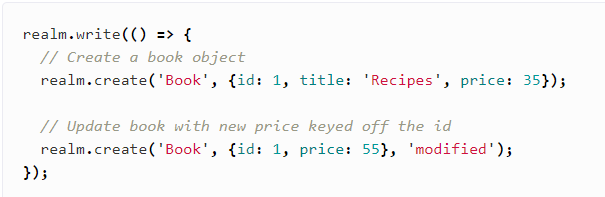 realm.write(() => {
  // Create a book object
  realm.create('Book', {id: 1, title: 'Recipes', price: 35});

  // Update book with new price keyed off the id
  realm.create('Book', {id: 1, price: 55}, 'modified');
});